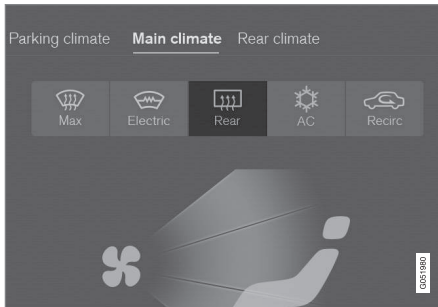 Parking climate Main climate Rear climate
Max Electric Rear AC Recirc
G051980